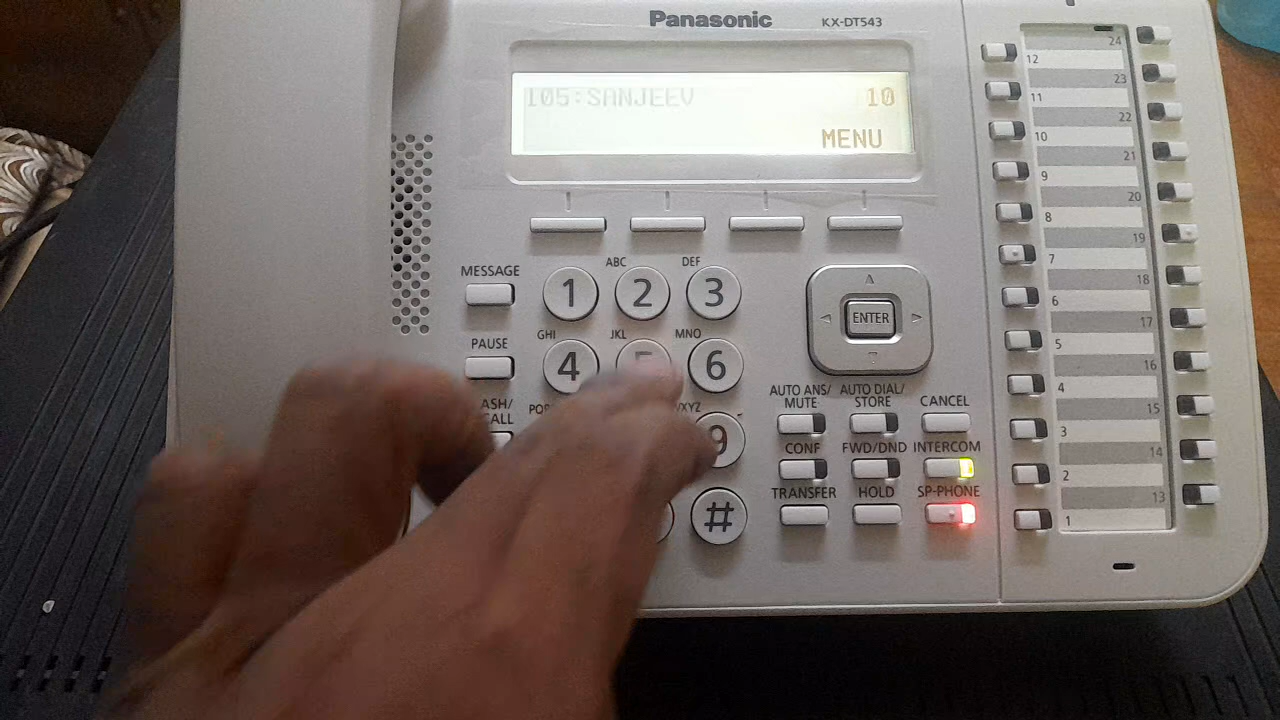 Panasonic
KX-DT543
105:SANJEEV 10
MENU
MESSAGE
PAUSE
ABC
DEF
1 2 3
GHI
JKL
MNO
4 5 6
9
#
ENTER
AUTO ANS/
MUTE
AUTO DIAL/
STORE
CANCEL
CONF
FWD/DND
INTERCOM
TRANSFER
HOLD
SP-PHONE
24
12
23
11
22
10
21
9
20
8
19
7
18
6
17
5
16
4
15
3
14
2
13
1